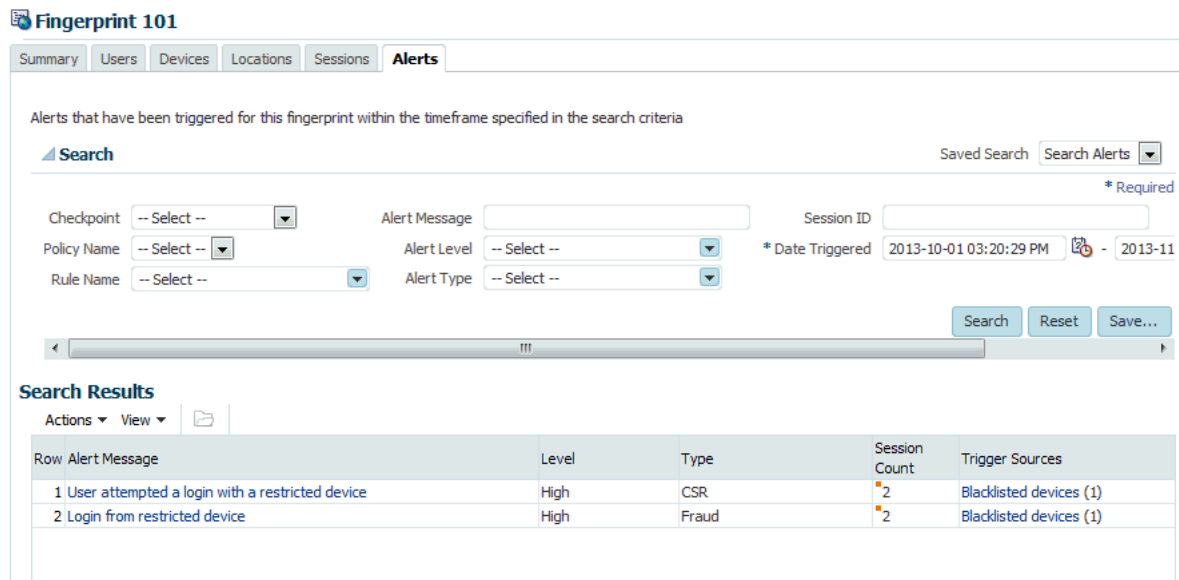 Fingerprint 101
Summary Users Devices Locations Sessions Alerts
Alerts that have been triggered for this fingerprint within the timeframe specified in the search criteria
Search Saved Search Search Alerts
* Required
Checkpoint -- Select -- Alert Message Session ID
Policy Name -- Select -- Alert Level -- Select -- * Date Triggered 2013-10-01 03:20:29 PM - 2013-11
Rule Name -- Select -- Alert Type -- Select --
Search Reset Save...
Search Results
Actions View
Row Alert Message Level Type Session Count Trigger Sources
1 User attempted a login with a restricted device High CSR 2 Blacklisted devices (1)
2 Login from restricted device High Fraud 2 Blacklisted devices (1)